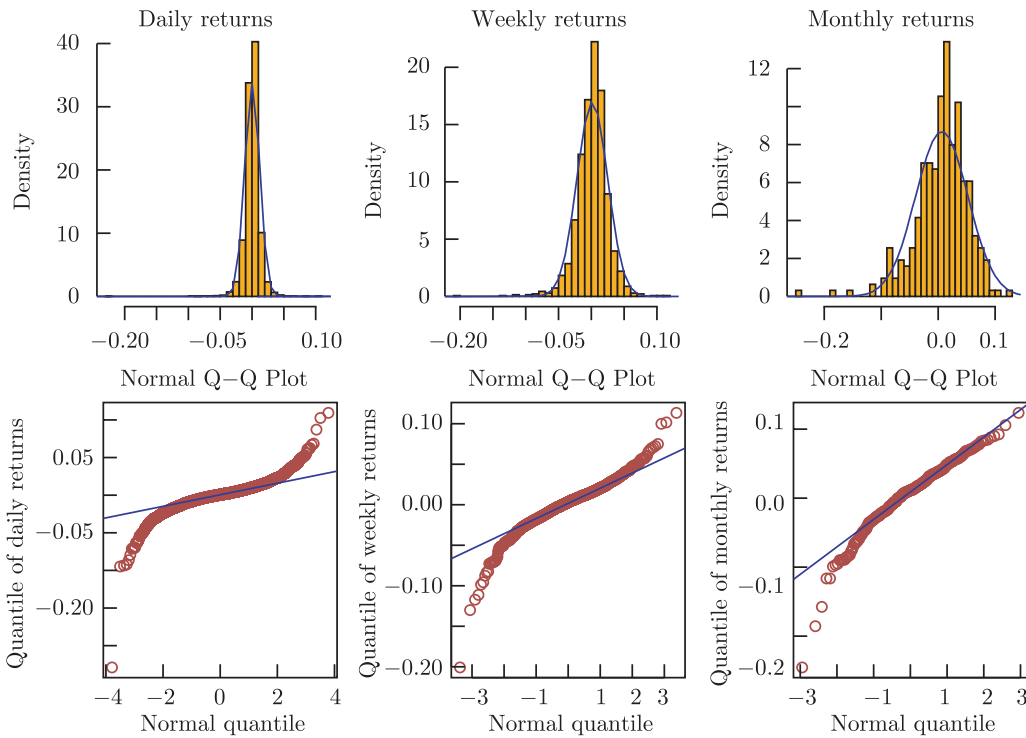 Daily returns
Weekly returns
Monthly returns
Density
40
30
20
10
0
−0.20 −0.05 0.10
Density
20
15
10
5
0
−0.20 −0.05 0.10
Density
12
8
6
4
2
0
−0.2 0.0 0.1
Normal Q−Q Plot
Normal Q−Q Plot
Normal Q−Q Plot
Quantile of daily returns
0.05
−0.05
−0.20
−4 −2 0 2 4
Normal quantile
Quantile of weekly returns
0.10
0.00
−0.10
−0.20
−3 −1 1 2 3
Normal quantile
Quantile of monthly returns
0.1
0.0
−0.1
−0.2
−3 −1 0 1 2 3
Normal quantile